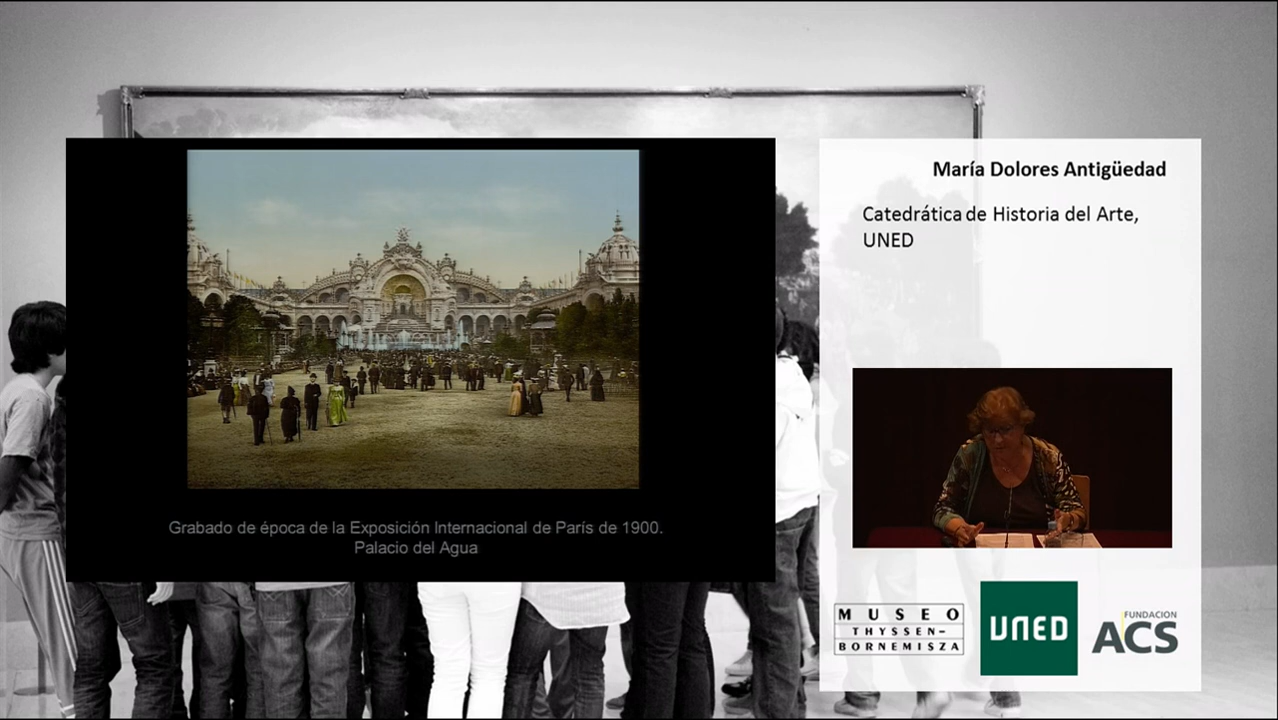 María Dolores Antigüedad
Catedrática de Historia del Arte,
UNED
Grabado de época de la Exposición Internacional de París de 1900.
Palacio del Agua
MUSEO
THYSSEN-
BORNEMISZA
UNED
FUNDACION
ACS